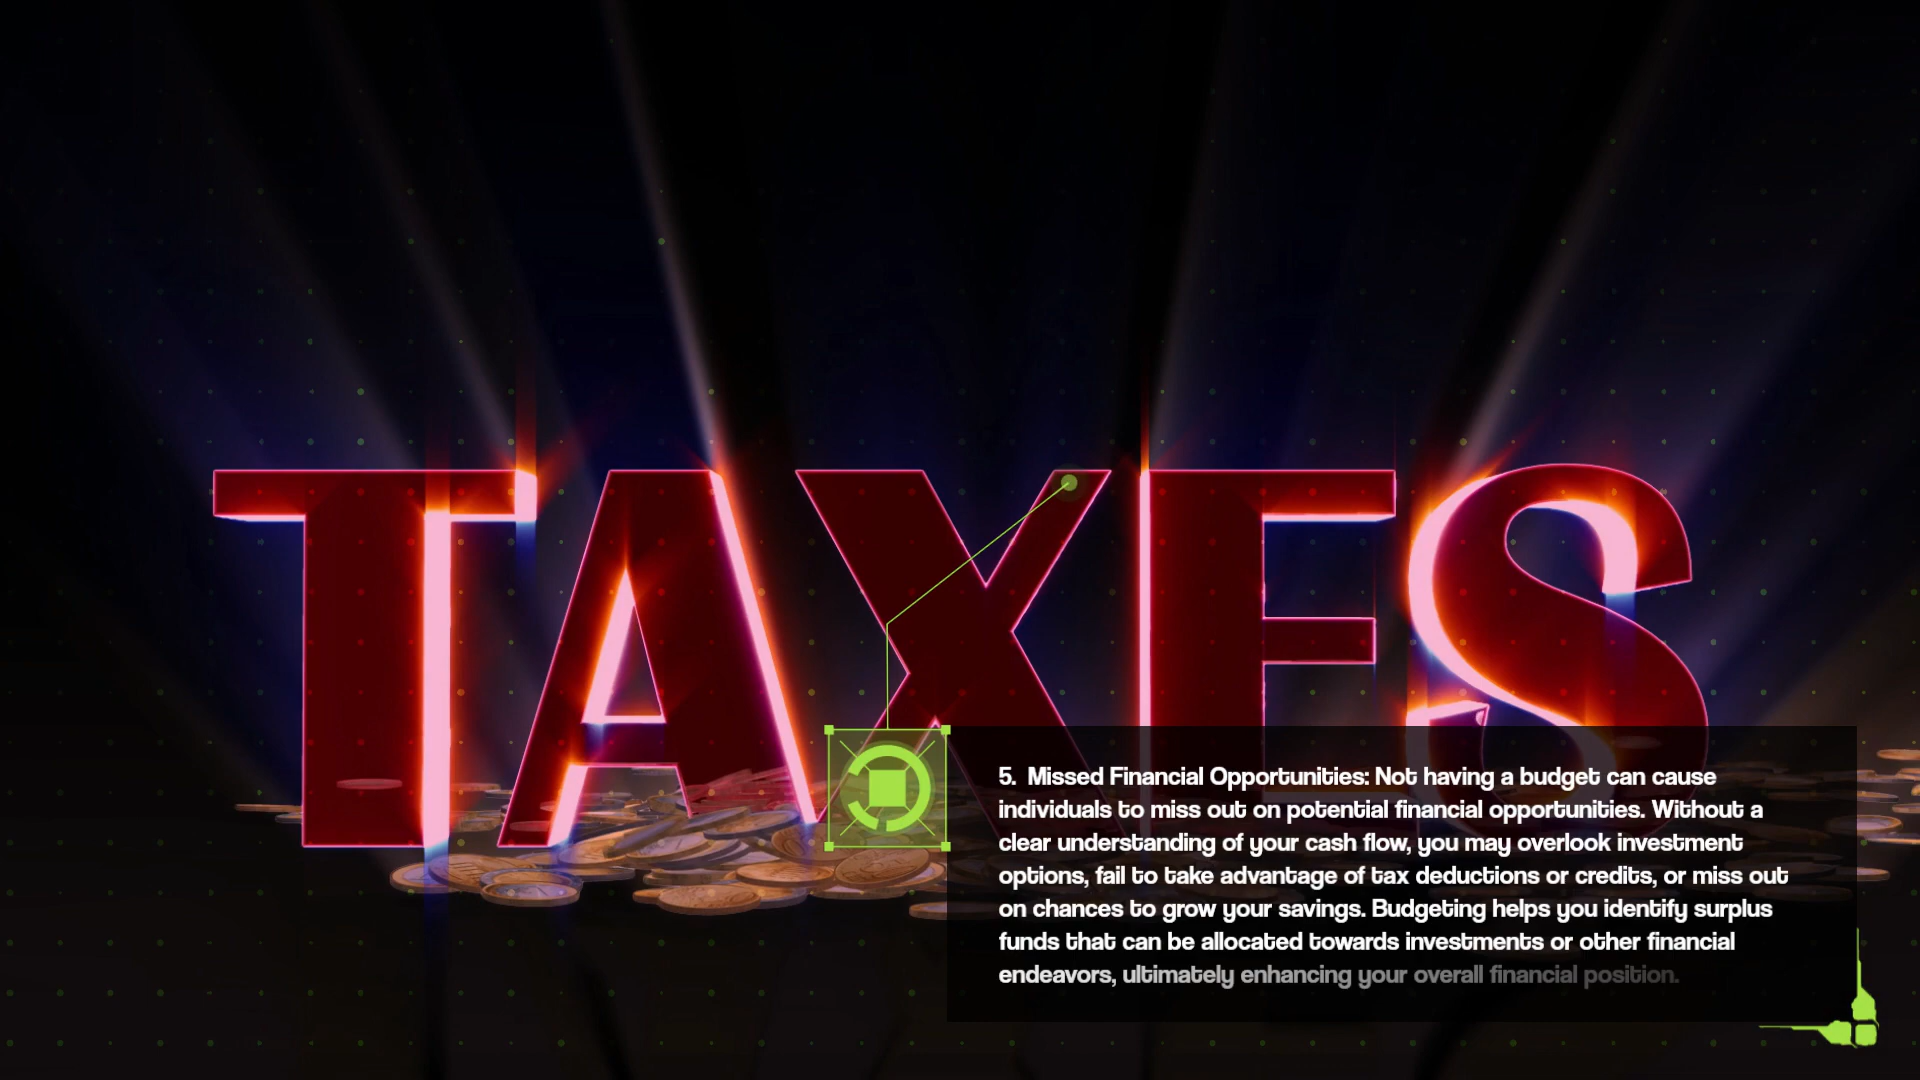 TAXES
5. Missed Financial Opportunities: Not having a budget can cause
individuals to miss out on potential financial opportunities. Without a
clear understanding of your cash flow, you may overlook investment
options, fail to take advantage of tax deductions or credits, or miss out
on chances to grow your savings. Budgeting helps you identify surplus
funds that can be allocated towards investments or other financial
endeavors, ultimately enhancing your overall financial position.